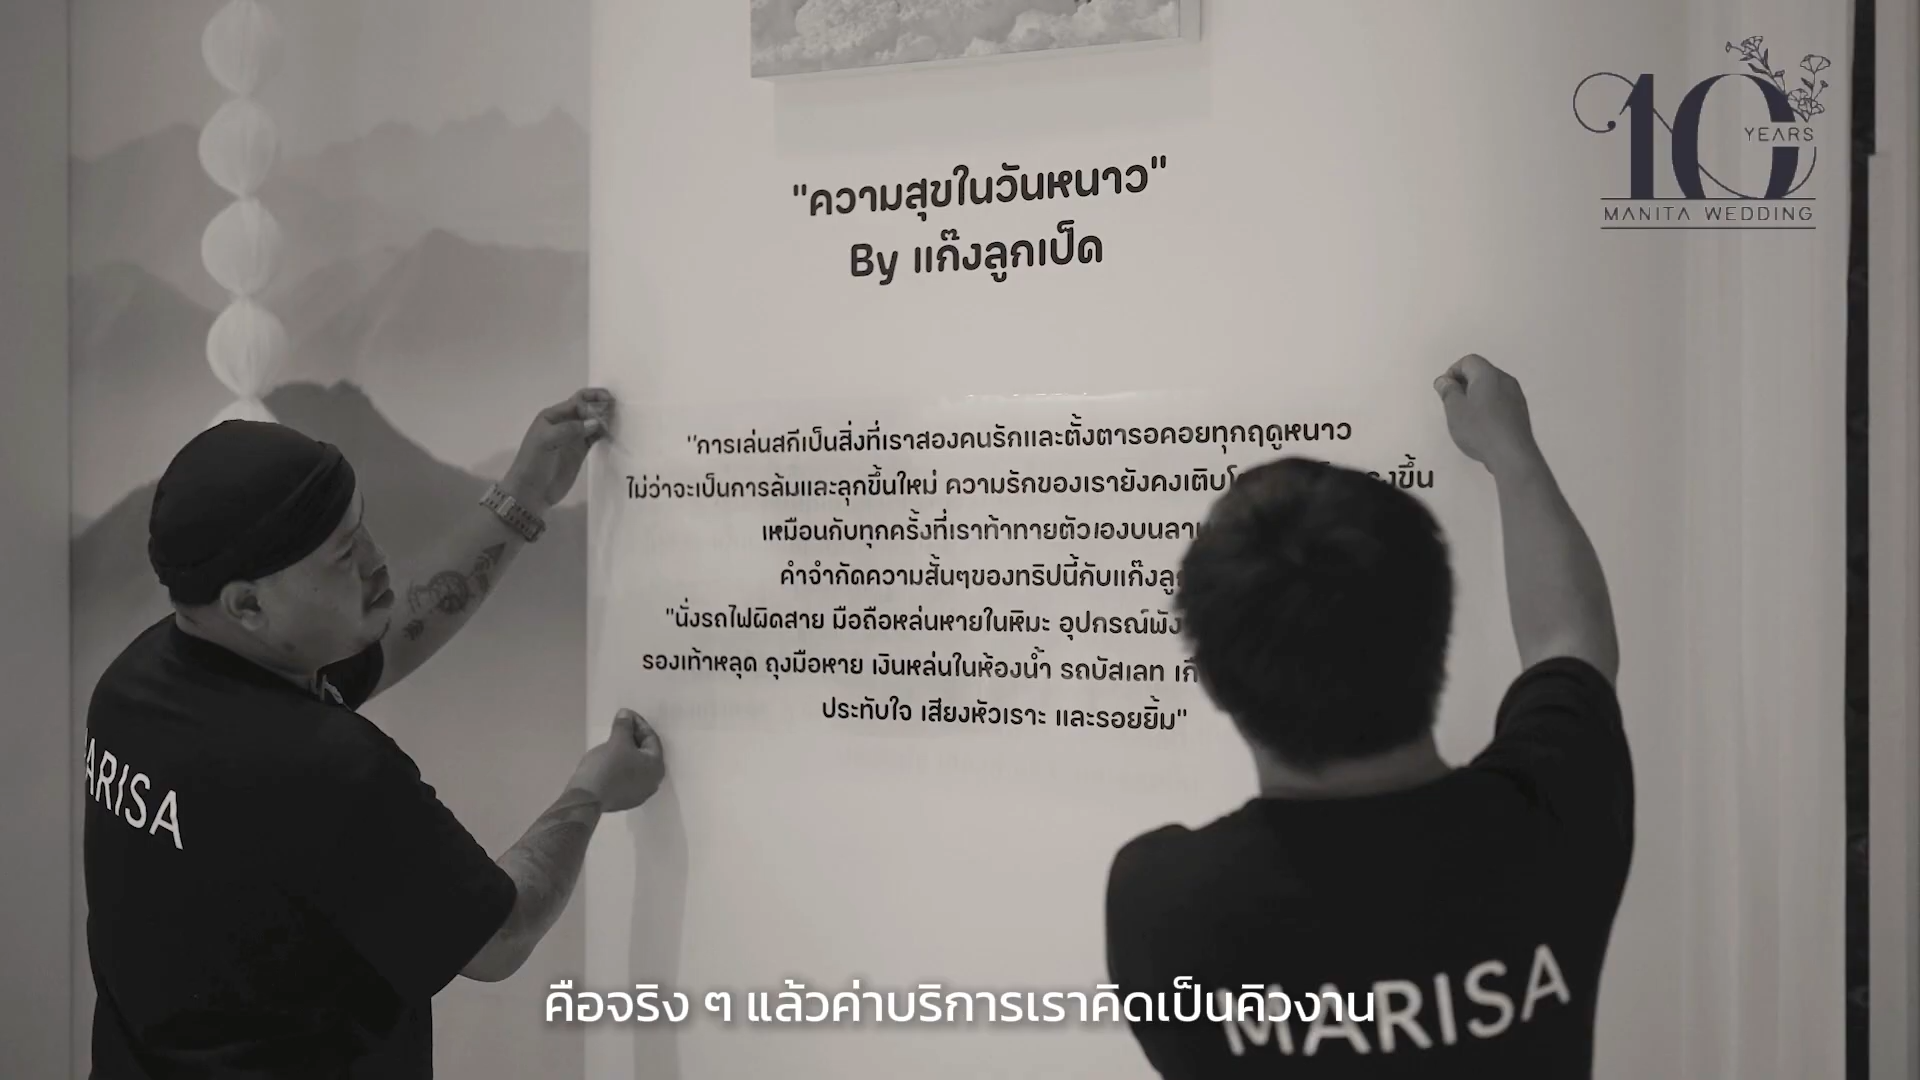 10
YEARS
MANITA WEDDING
"ความสุขในวันหนาว"
By แก๊งลูกเป็ด
"การเล่นสกีเป็นสิ่งที่เราสองคนรักและตั้งตารอคอยทุกฤดูหนาว
ไม่ว่าจะเป็นการล้มและลุกขึ้นใหม่ ความรักของเรายังคงเติบ
เหมือนกับทุกครั้งที่เราท้าทายตัวเองบน
คำจำกัดความสั้นๆของทริปนี้กับแก๊ง
"นั่งรถไฟผิดสาย มือถือหล่นหายในหิมะ อุปกรณ์พัง
รองเท้าหลุด ถุงมือหาย เงินหล่นในห้องน้ำ รถบัสเลท
ประทับใจ เสียงหัวเราะ และรอยยิ้ม"
ARISA
MARISA
คือจริง ๆ แล้วค่าบริการเราคิดเป็นคิวงาน